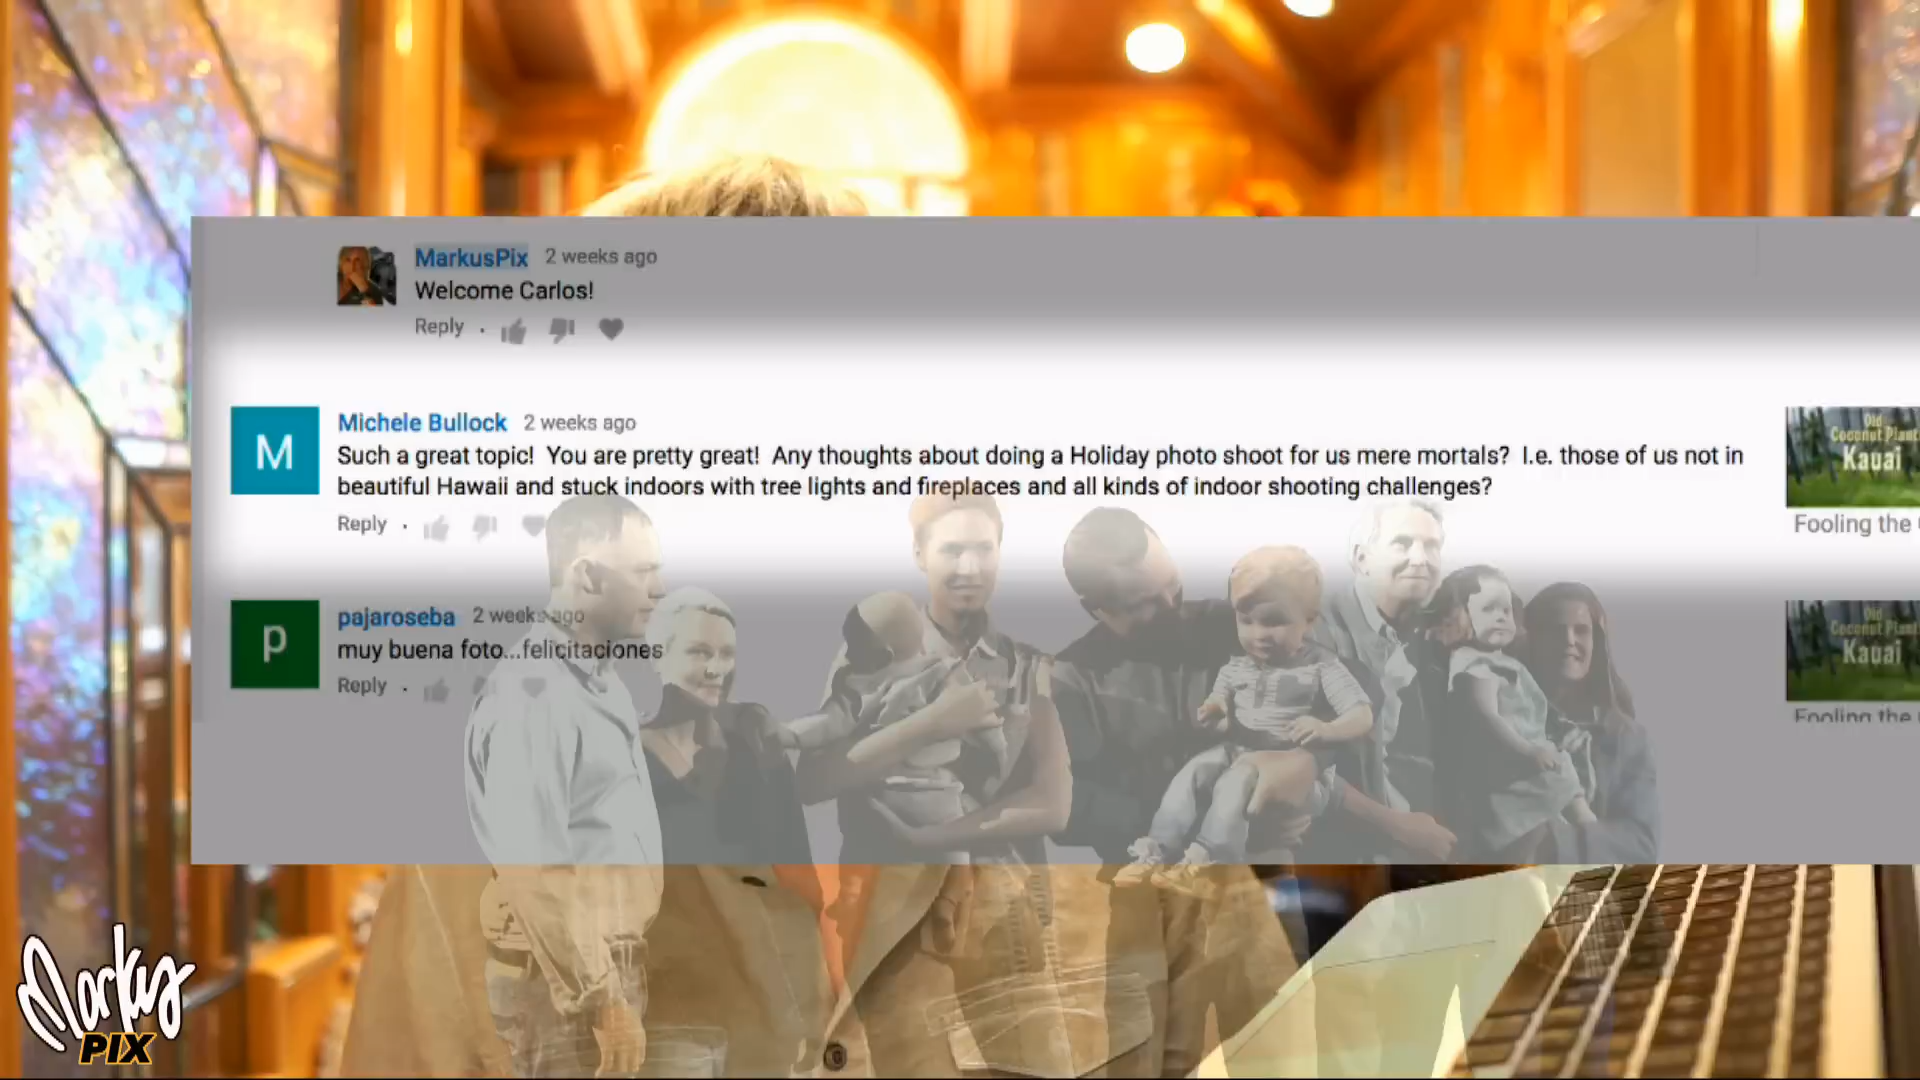 MarkusPix 2 weeks ago
Welcome Carlos!
Reply
M
Michele Bullock 2 weeks ago
Such a great topic! You are pretty great! Any thoughts about doing a Holiday photo shoot for us mere mortals? I.e. those of us not in
beautiful Hawaii and stuck indoors with tree lights and fireplaces and all kinds of indoor shooting challenges?
Reply
Old
Coconut Plant
Kauai
Fooling the
p
pajaroseba 2 weeks ago
muy buena foto...felicitaciones
Reply
Old
Coconut Plant
Kauai
Fooling the
Markus
PIX